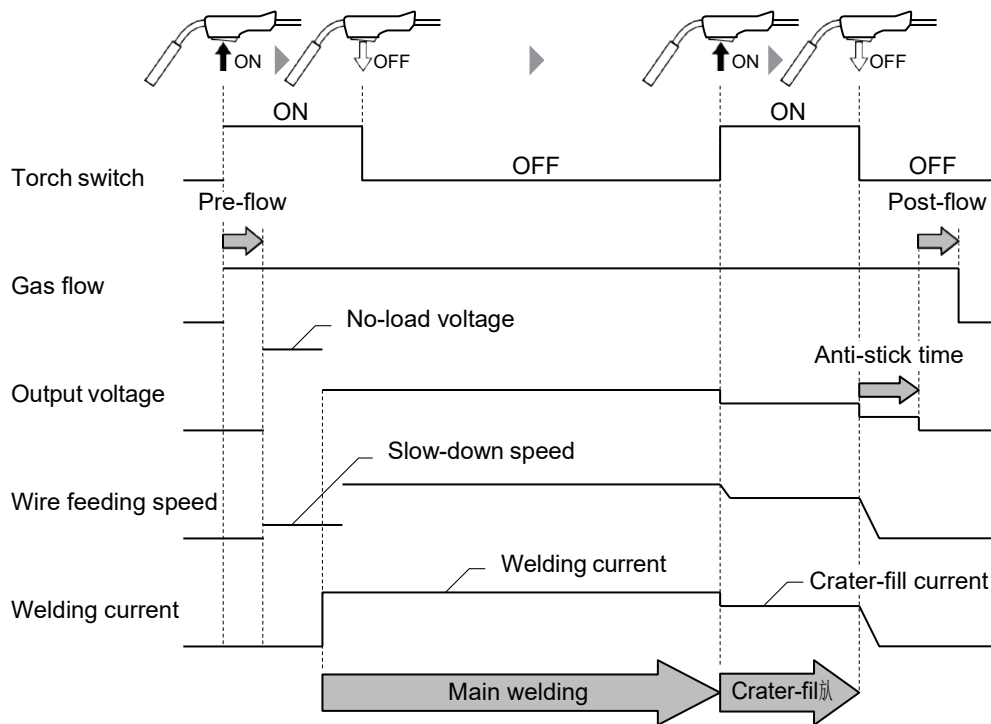 ON
OFF
ON
OFF
ON
ON
OFF
OFF
Torch switch
Pre-flow
Post-flow
Gas flow
No-load voltage
Anti-stick time
Output voltage
Slow-down speed
Wire feeding speed
Welding current
Crater-fill current
Welding current
Main welding
Crater-fil